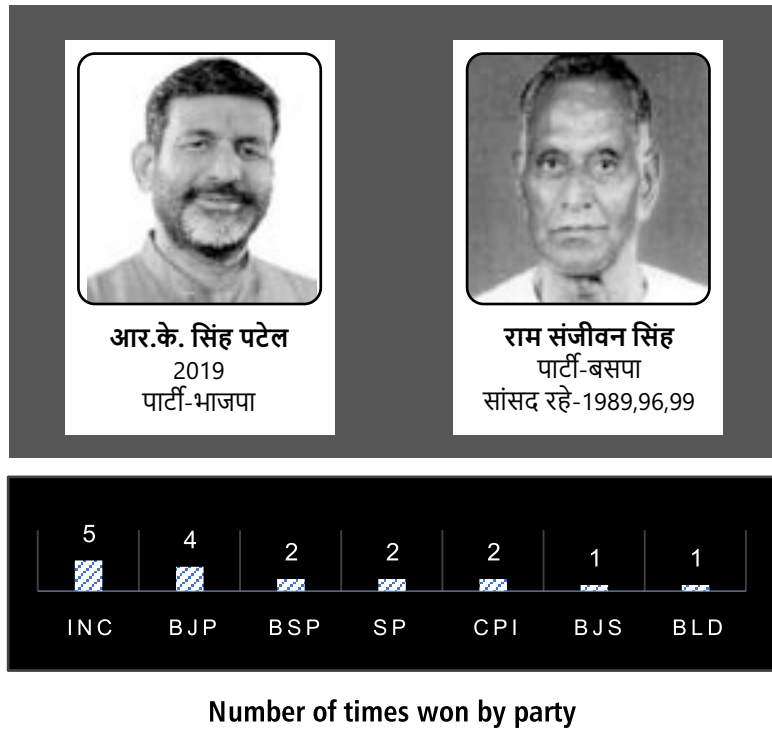 आर.के. सिंह पटेल
2019
पार्टी-भाजपा
राम संजीवन सिंह
पार्टी-बसपा
सांसद रहे-1989,96,99
5 4 2 2 2 1 1
INC BJP BSP SP CPI BJS BLD
Number of times won by party